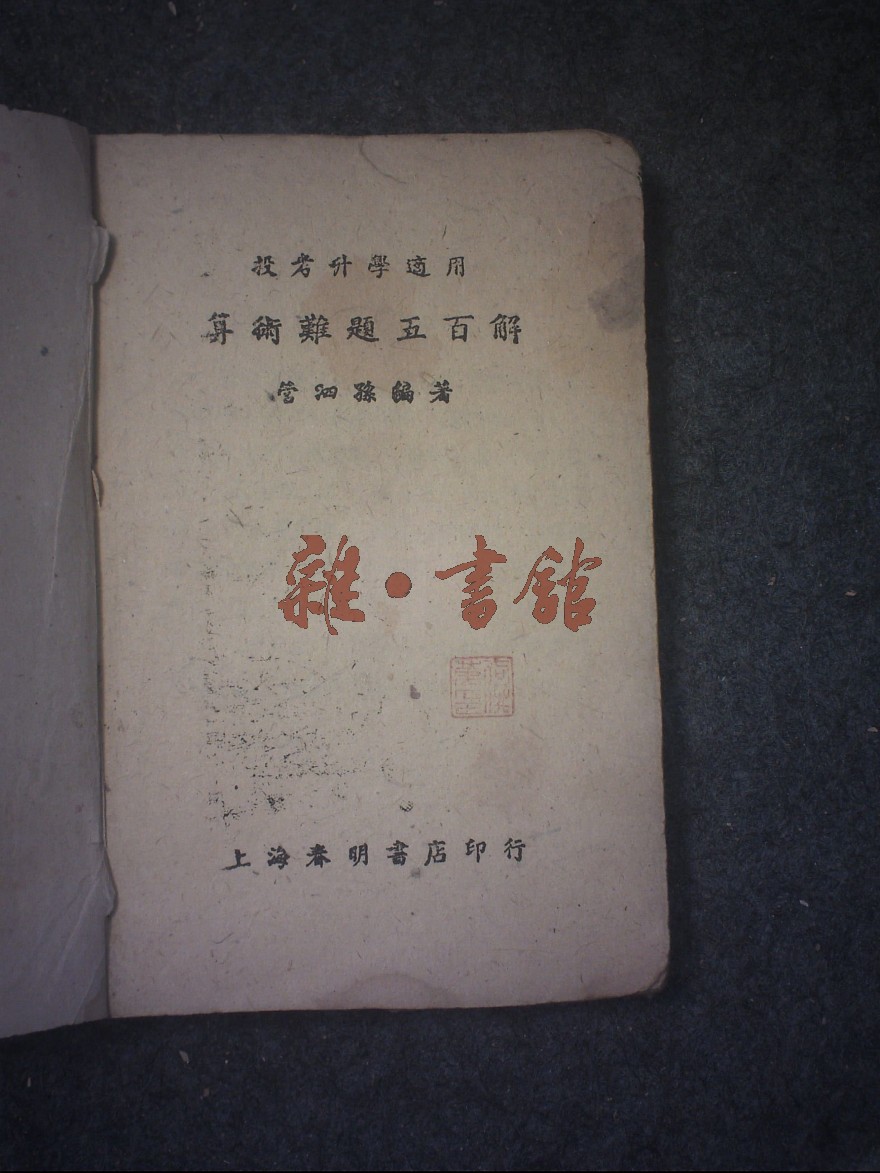 投考升學適用
算術難題五百解
管泗孫編著
雜·書館
上海春明書店印行